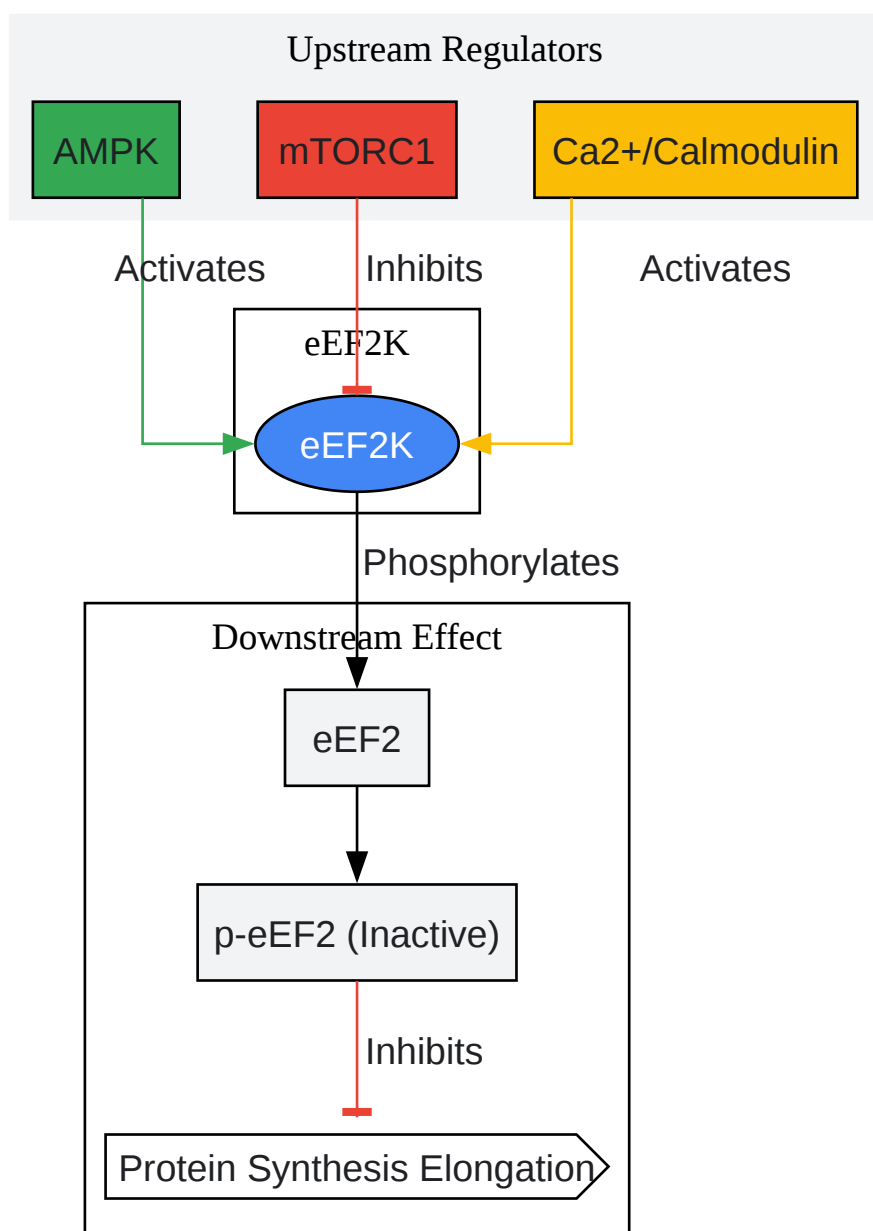 Upstream Regulators
AMPK
mTORC1
Ca2+/Calmodulin
Activates
Inhibits
Activates
eEF2K
eEF2K
Phosphorylates
Downstream Effect
eEF2
p-eEF2 (Inactive)
Inhibits
Protein Synthesis Elongation